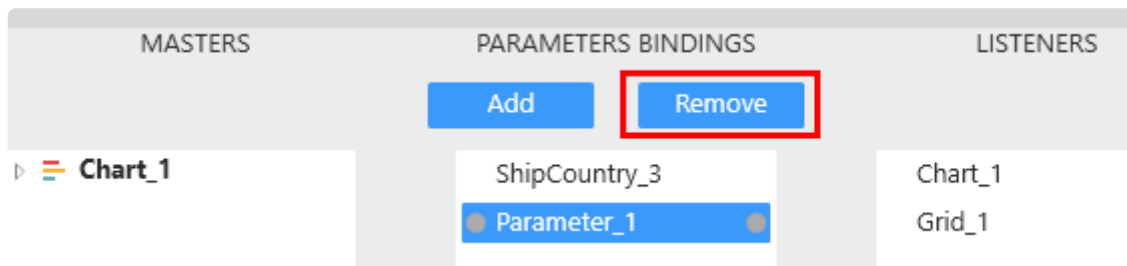 MASTERS PARAMETERS BINDINGS LISTENERS
Add Remove
Chart_1 ShipCountry_3 Chart_1
Parameter_1 Grid_1